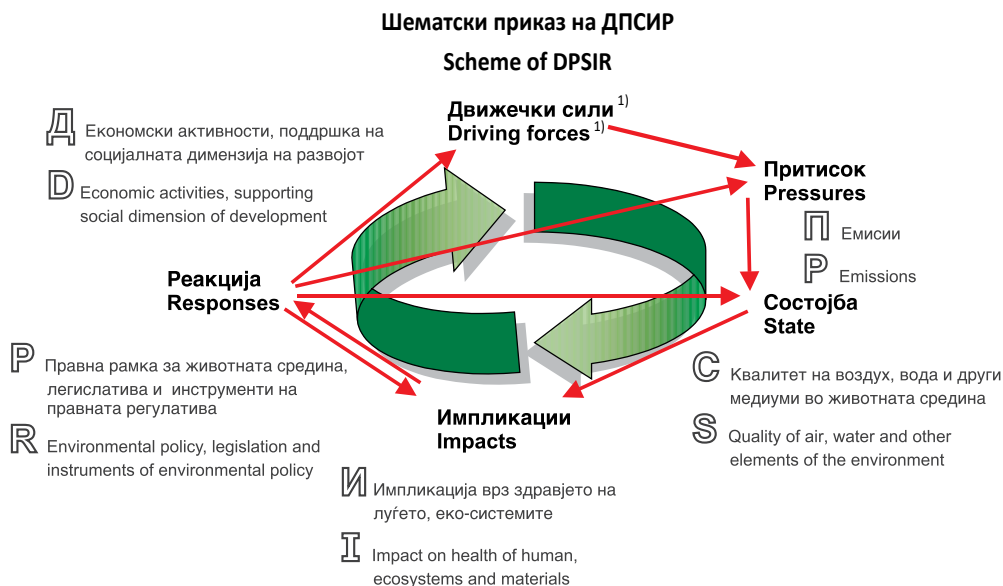 Шематски приказ на ДПСИР
Scheme of DPSIR
Движечки сили 1)
Driving forces 1)
Д Економски активности, поддршка на
социјалната димензија на развојот
D Economic activities, supporting
social dimension of development
Притисок
Pressures
П Емисии
P Emissions
Реакција
Responses
Состојба
State
Р Правна рамка за животната средина,
легислатива и инструменти на
правната регулатива
R Environmental policy, legislation and
instruments of environmental policy
С Квалитет на воздух, вода и други
медиуми во животната средина
S Quality of air, water and other
elements of the environment
Импликации
Impacts
И Импликација врз здравјето на
луѓето, еко-системите
I Impact on health of human,
ecosystems and materials